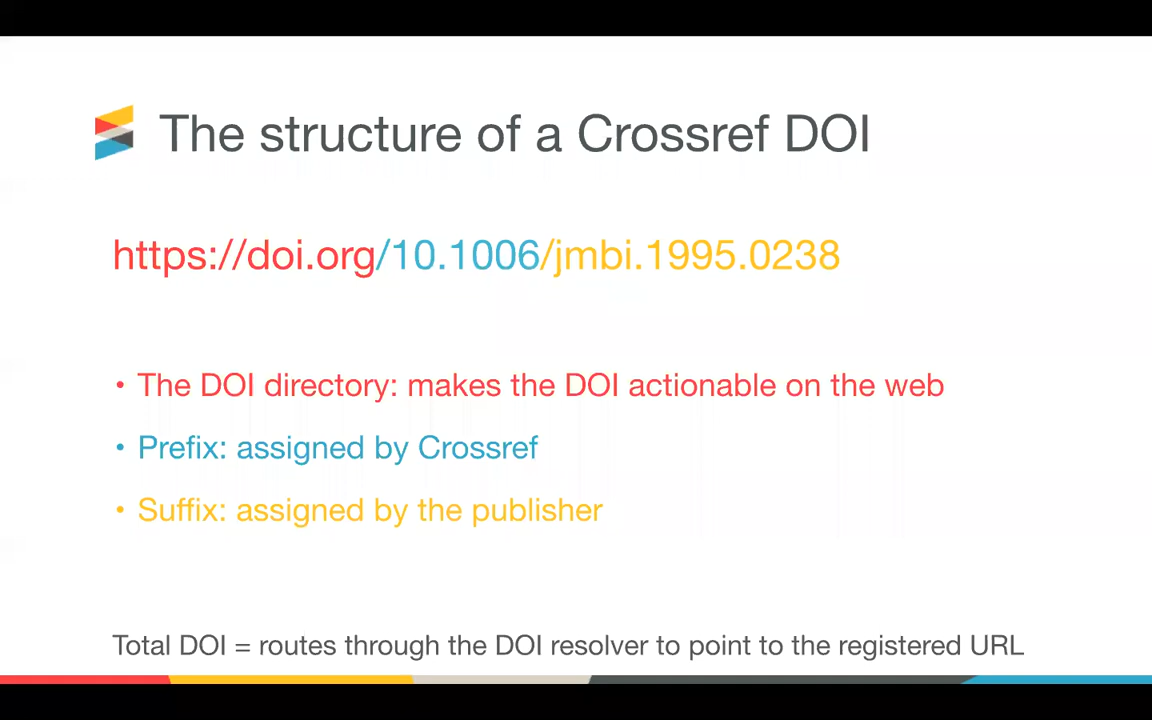 The structure of a Crossref DOI
https://doi.org/10.1006/jmbi.1995.0238
• The DOI directory: makes the DOI actionable on the web
• Prefix: assigned by Crossref
• Suffix: assigned by the publisher
Total DOI = routes through the DOI resolver to point to the registered URL